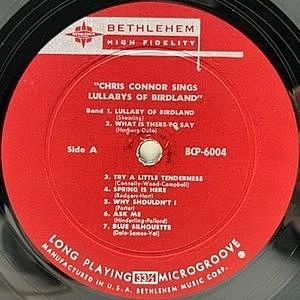 BETHLEHEM
HIGH FIDELITY
"CHRIS CONNOR SINGS
LULLABYS OF BIRDLAND"
Band 1. LULLABY OF BIRDLAND
(Shearing)
2. WHAT IS THERE TO SAY
(Harburg-Duke)
Side A
BCP-6004
3. TRY A LITTLE TENDERNESS
(Connelly-Wood-Campbell)
4. SPRING IS HERE
(Rodgers-Hart)
5. WHY SHOULDN'T I
(Porter)
6. ASK ME
(Hinderling-Pollard)
7. BLUE SILHOUETTE
(Dale-Samos-Val)
LONG PLAYING 33⅓ MICROGROOVE
MANUFACTURED IN U.S.A. BETHLEHEM MUSIC CORP.